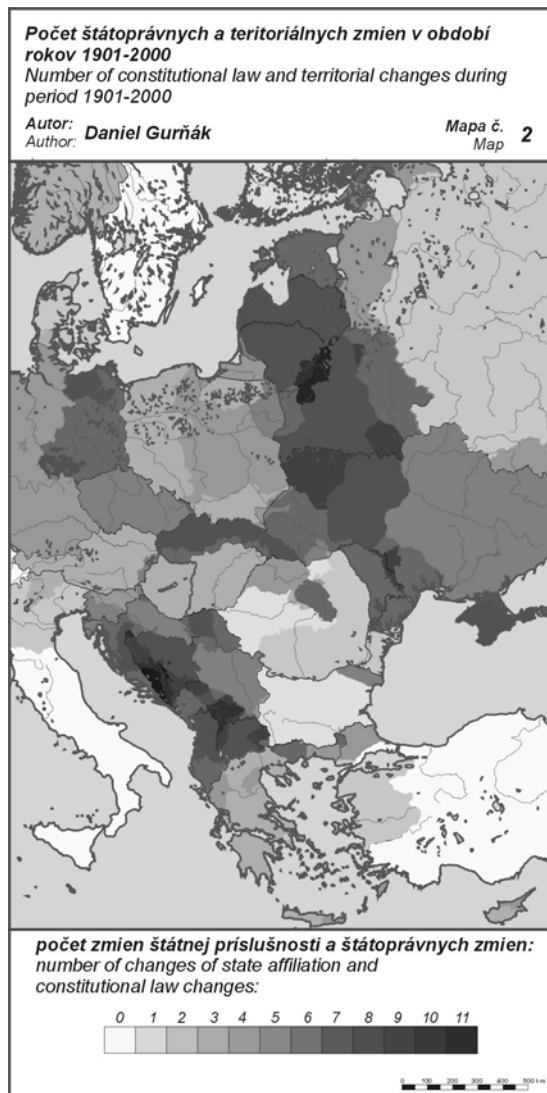 Počet štátoprávnych a teritoriálnych zmien v období
rokov 1901-2000
Number of constitutional law and territorial changes during
period 1901-2000
Autor:
Author: Daniel Gurňák
Mapa č.
Map 2
počet zmien štátnej príslušnosti a štátoprávnych zmien:
number of changes of state affiliation and
constitutional law changes:
0 1 2 3 4 5 6 7 8 9 10 11
0 100 200 300 400 500 km